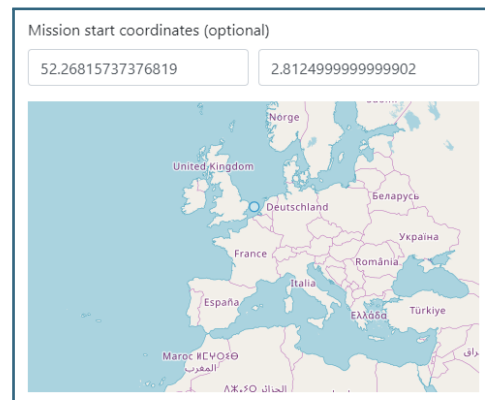 Mission start coordinates (optional)
52.26815737376819
2.8124999999999902
Norge
United Kingdom
Беларусь
Deutschland
Україна
France
România
Italia
España
Ελλάδα
Türkiye
Maroc ⵍⵎⵖⵔⵉⴱ
المغرب
الجزائر